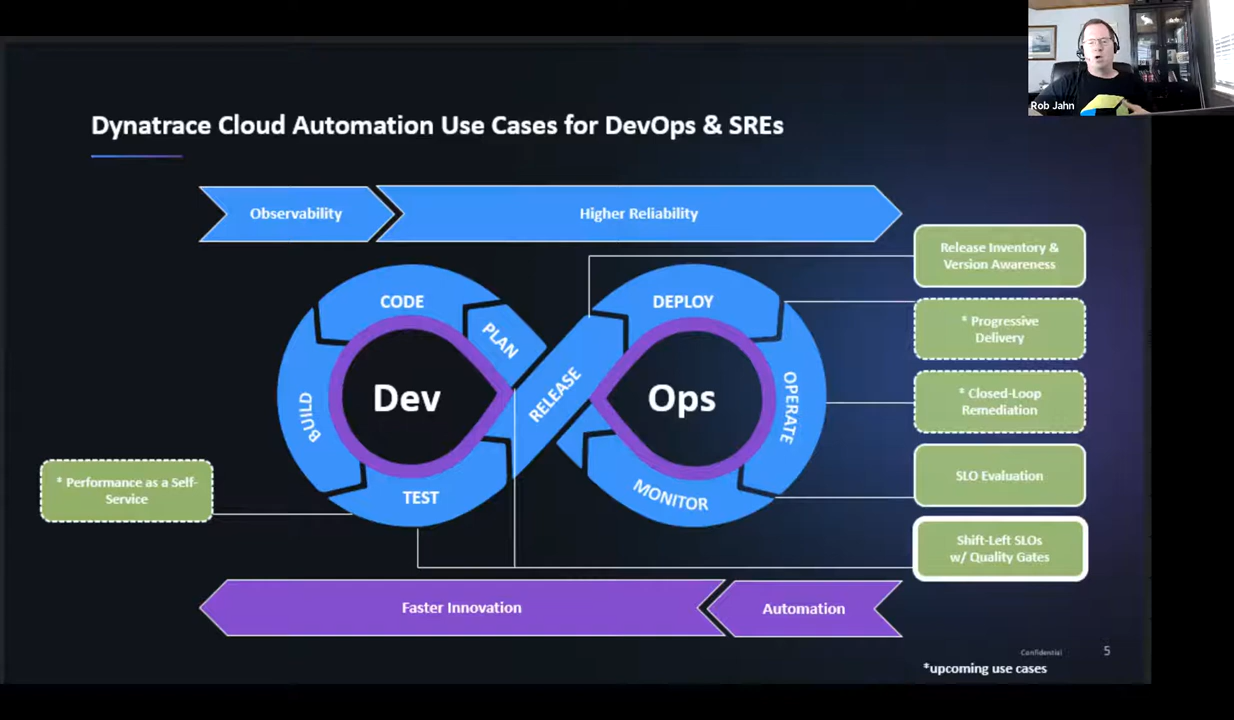 Rob Jahn
Dynatrace Cloud Automation Use Cases for DevOps & SREs
Observability
Higher Reliability
Release Inventory &
Version Awareness
CODE
PLAN
DEPLOY
* Progressive
Delivery
BUILD
Dev
RELEASE
Ops
OPERATE
* Closed-Loop
Remediation
* Performance as a Self-
Service
TEST
MONITOR
SLO Evaluation
Shift-Left SLOs
w/ Quality Gates
Faster Innovation
Automation
Confidential
5
*upcoming use cases